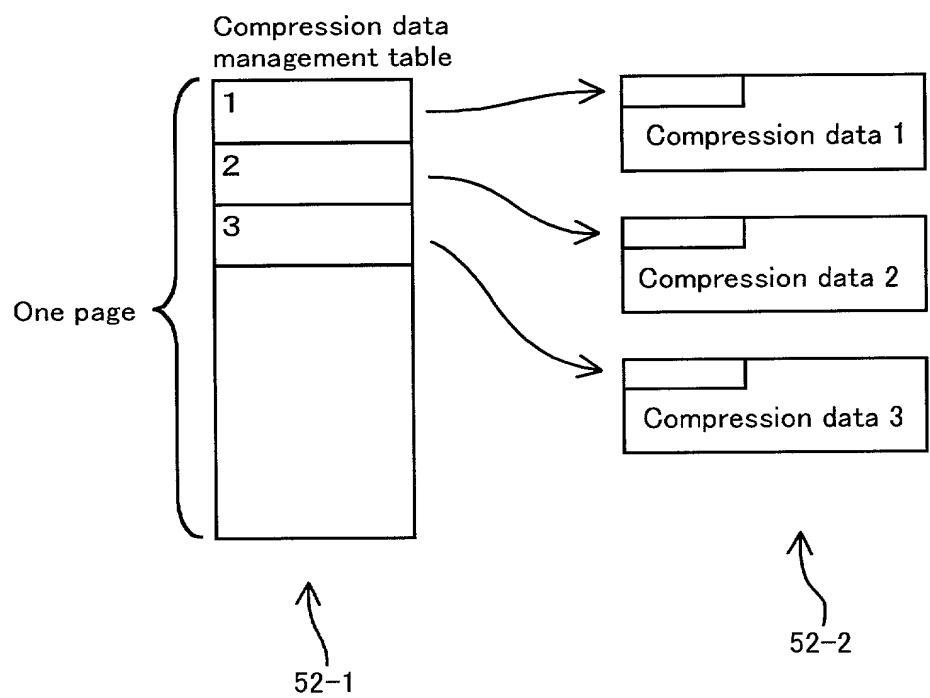 Compression data
management table
1
2
3
One page
Compression data 1
Compression data 2
Compression data 3
52-1
52-2